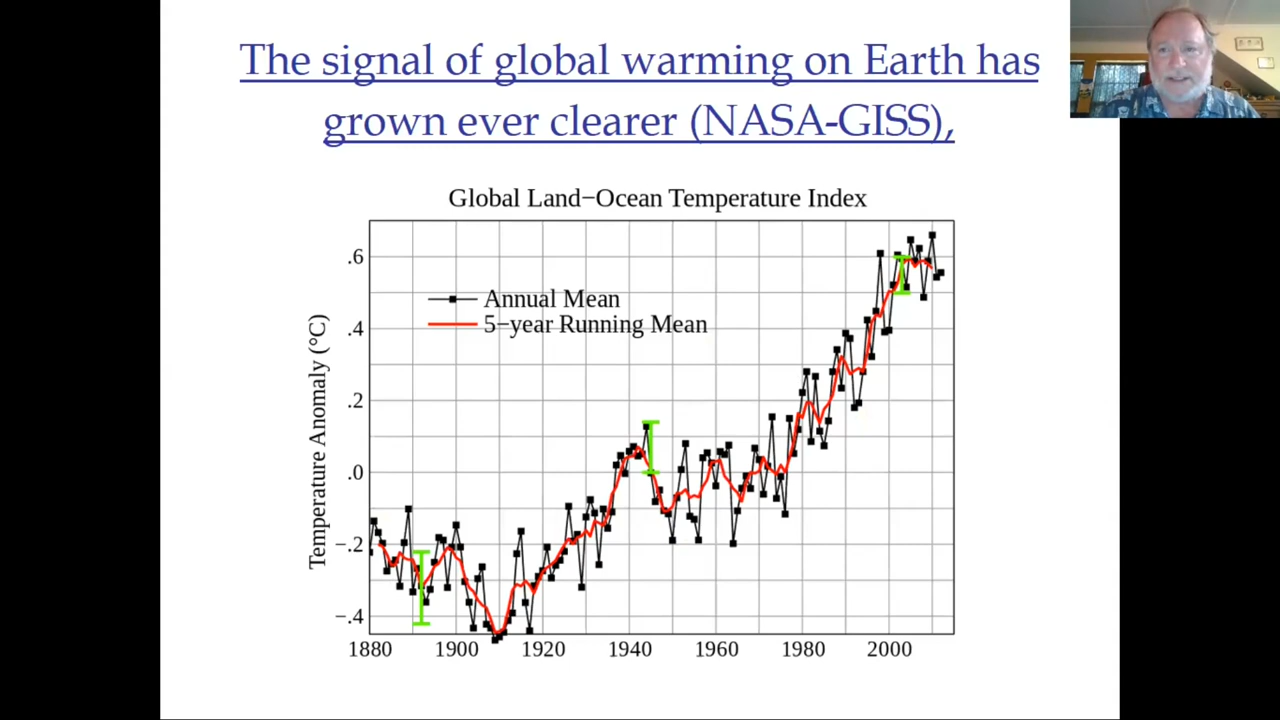 The signal of global warming on Earth has
grown ever clearer (NASA-GISS),
Global Land−Ocean Temperature Index
.6
.4
.2
.0
−.2
−.4
Temperature Anomaly (°C)
Annual Mean
5−year Running Mean
1880 1900 1920 1940 1960 1980 2000